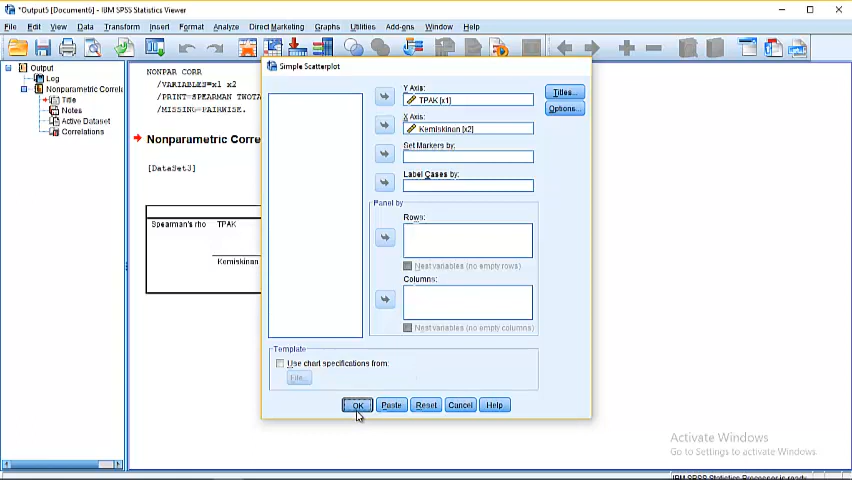 *Output5 [Document6] - IBM SPSS Statistics Viewer
File Edit View Data Transform Insert Format Analyze Direct Marketing Graphs Utilities Add-ons Window Help
Output
Log
Nonparametric Correla
Title
Notes
Active Dataset
Correlations
NONPAR CORR
/VARIABLES=x1 x2
/PRINT=SPEARMAN TWOTA
/MISSING=PAIRWISE.
Nonparametric Corre
[DataSet3]
Spearman's rho TPAK
Kemiskinan
Simple Scatterplot
Y Axis:
TPAK [x1]
X Axis:
Kemiskinan [x2]
Set Markers by:
Label Cases by:
Panel by
Rows:
Nest variables (no empty rows)
Columns:
Nest variables (no empty columns)
Titles...
Options...
Template
Use chart specifications from:
File...
OK Paste Reset Cancel Help
Activate Windows
Go to Settings to activate Windows.
IBM SPSS Statistics Processor is ready